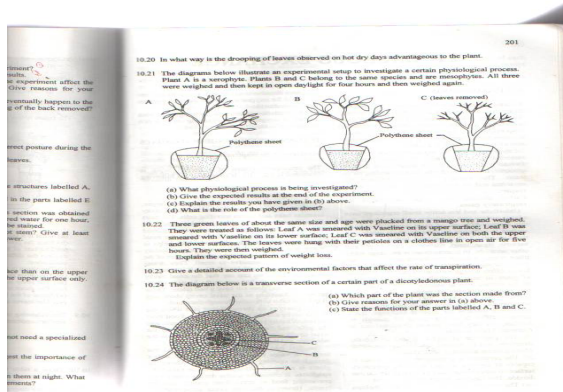 riment?
sults.
e experiment affect the
Give reasons for your
ventually happen to the
g of the back removed?
rrect posture during the
leaves.
e structures labelled A,
in the parts labelled E
section was obtained
red water for one hour.
be stained.
stem? Give at least
wer.
ace than on the upper
he upper surface only.
not need a specialized
est the importance of
n them at night. What
ements?
201
10.20 In what way is the drooping of leaves observed on hot dry days advantageous to the plant.
10.21 The diagrams below illustrate an experimental setup to investigate a certain physiological process.
Plant A is a xerophyte. Plants B and C belong to the same species and are mesophytes. All three
were weighed and then kept in open daylight for four hours and then weighed again.
A
B
C (leaves removed)
Polythene sheet
Polythene sheet
(a) What physiological process is being investigated?
(b) Give the expected results at the end of the experiment.
(c) Explain the results you have given in (b) above.
(d) What is the role of the polythene sheet?
10.22 Three green leaves of about the same size and age were plucked from a mango tree and weighed.
They were treated as follows: Leaf A was smeared with Vaseline on its upper surface; Leaf B was
smeared with Vaseline on its lower surface; Leaf C was smeared with Vaseline on both the upper
and lower surfaces. The leaves were hung with their petioles on a clothes line in open air for five
hours. They were then weighed.
Explain the expected pattern of weight loss.
10.23 Give a detailed account of the environmental factors that affect the rate of transpiration.
10.24 The diagram below is a transverse section of a certain part of a dicotyledonous plant.
(a) Which part of the plant was the section made from?
(b) Give reasons for your answer in (a) above.
(c) State the functions of the parts labelled A, B and C.
C
B
A